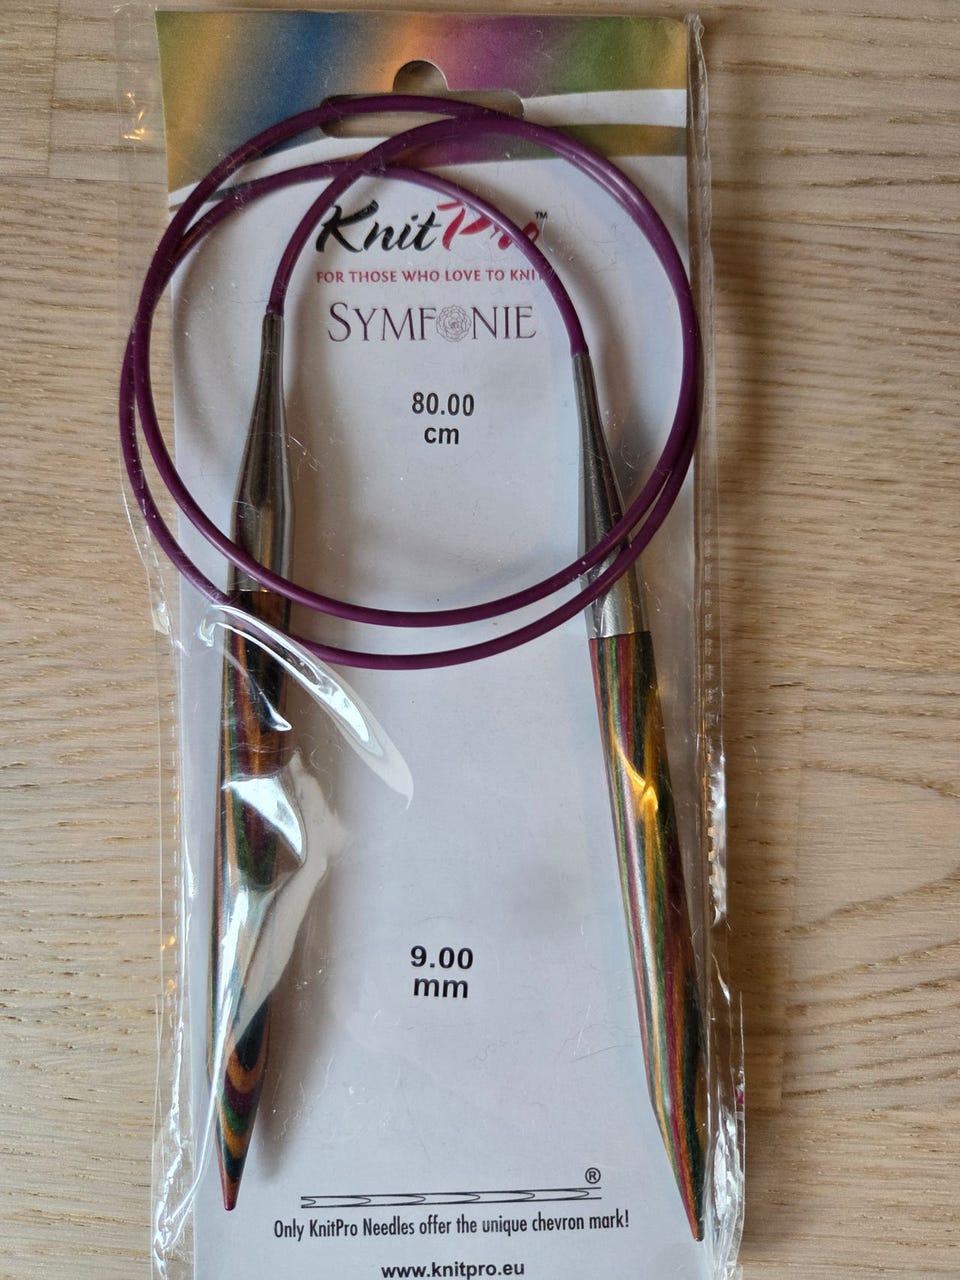 KnitPro™
FOR THOSE WHO LOVE TO KNIT
SYMFONIE
80.00
cm
9.00
mm
®
Only KnitPro Needles offer the unique chevron mark!
www.knitpro.eu